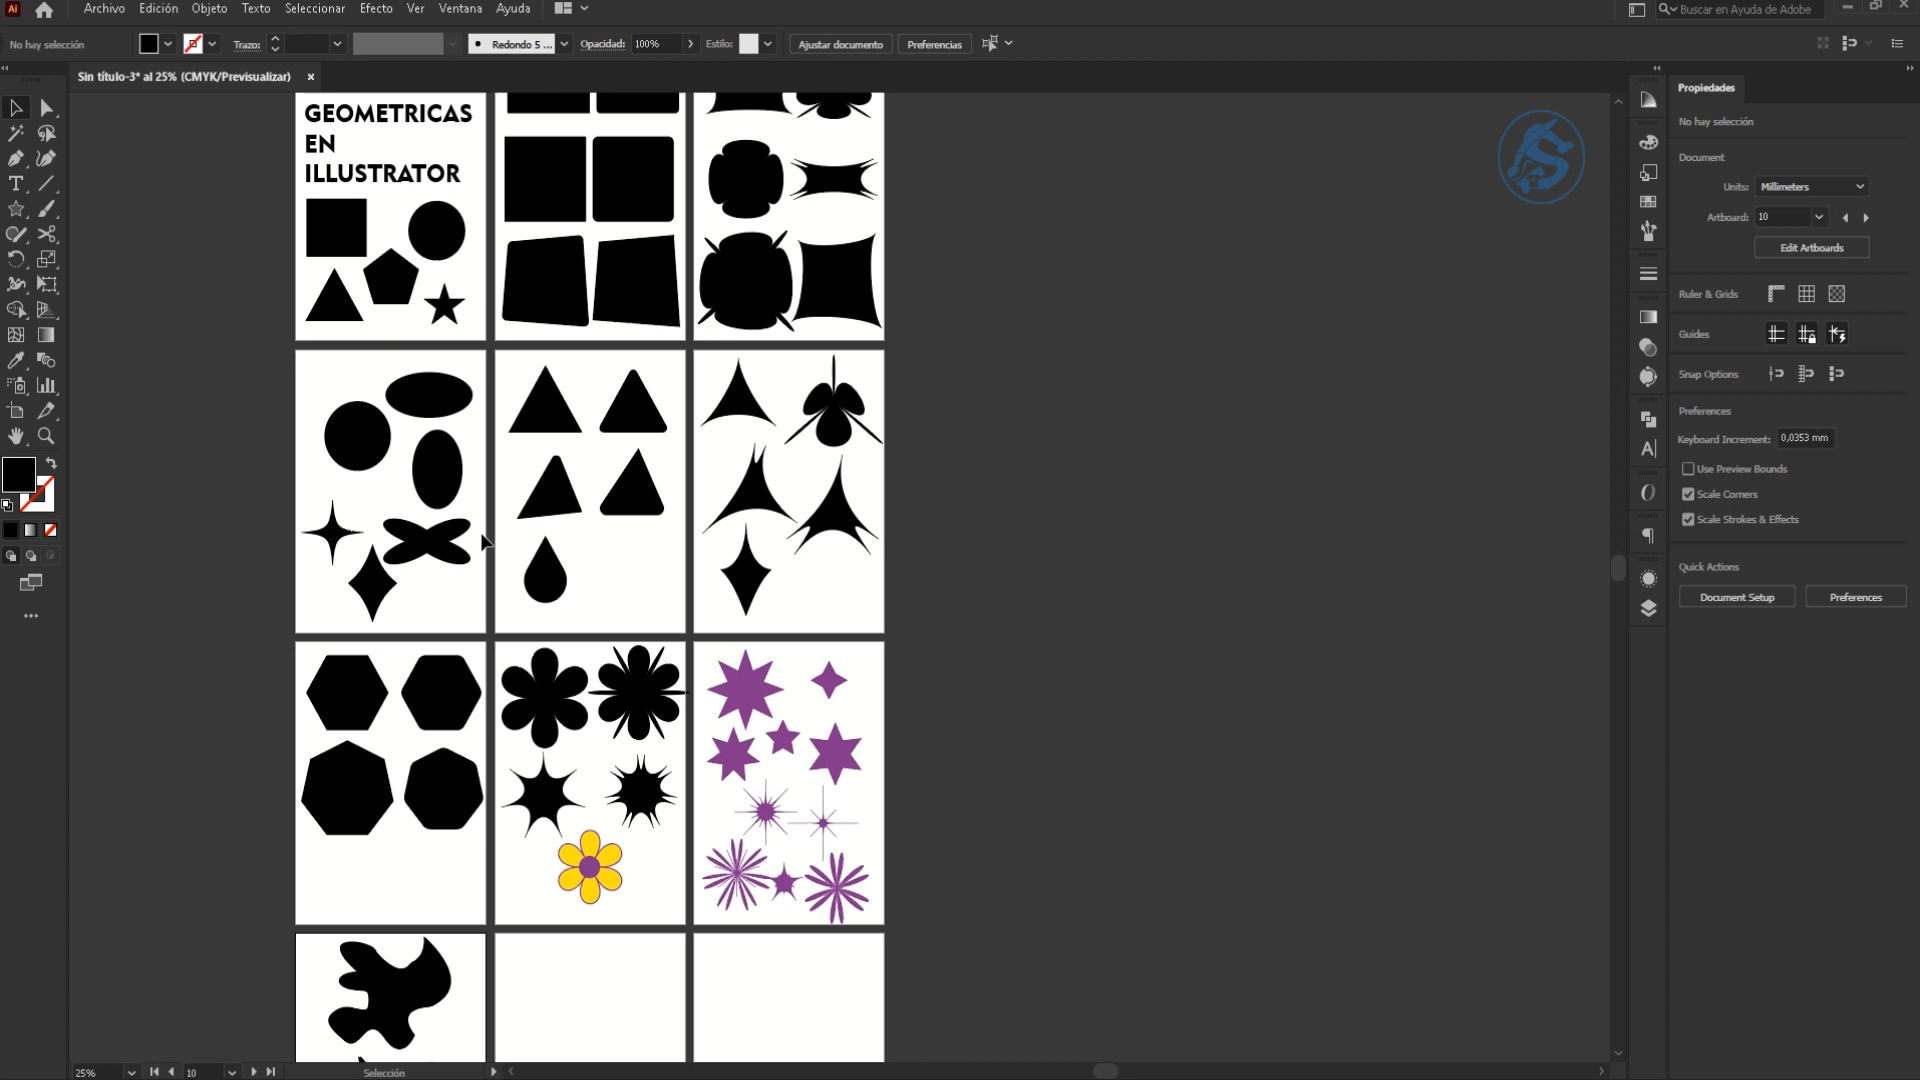 Ai Archivo Edición Objeto Texto Seleccionar Efecto Ver Ventana Ayuda Buscar en Ayuda de Adobe
No hay selección Trazo: Redondo 5 ... Opacidad: 100% Estilo: Ajustar documento Preferencias
Sin título-3* al 25% (CMYK/Previsualizar)
GEOMETRICAS
EN
ILLUSTRATOR
Propiedades
No hay selección
Document
Units: Millimeters
Artboard: 10
Edit Artboards
Ruler & Grids
Guides
Snap Options
Preferences
Keyboard Increment: 0,0353 mm
Use Preview Bounds
Scale Corners
Scale Strokes & Effects
Quick Actions
Document Setup Preferences
25% 10 Selección